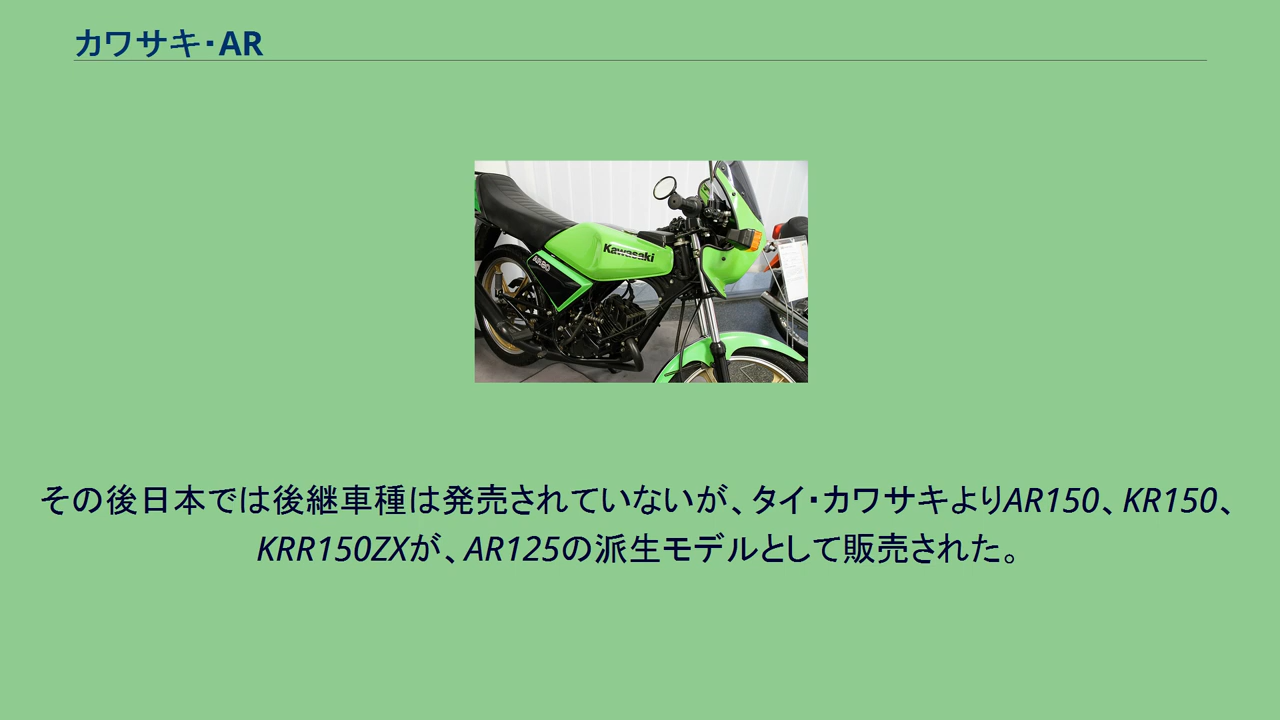 カワサキ・AR
Kawasaki
AR80
その後日本では後継車種は発売されていないが、タイ・カワサキよりAR150、KR150、
KRR150ZXが、AR125の派生モデルとして販売された。